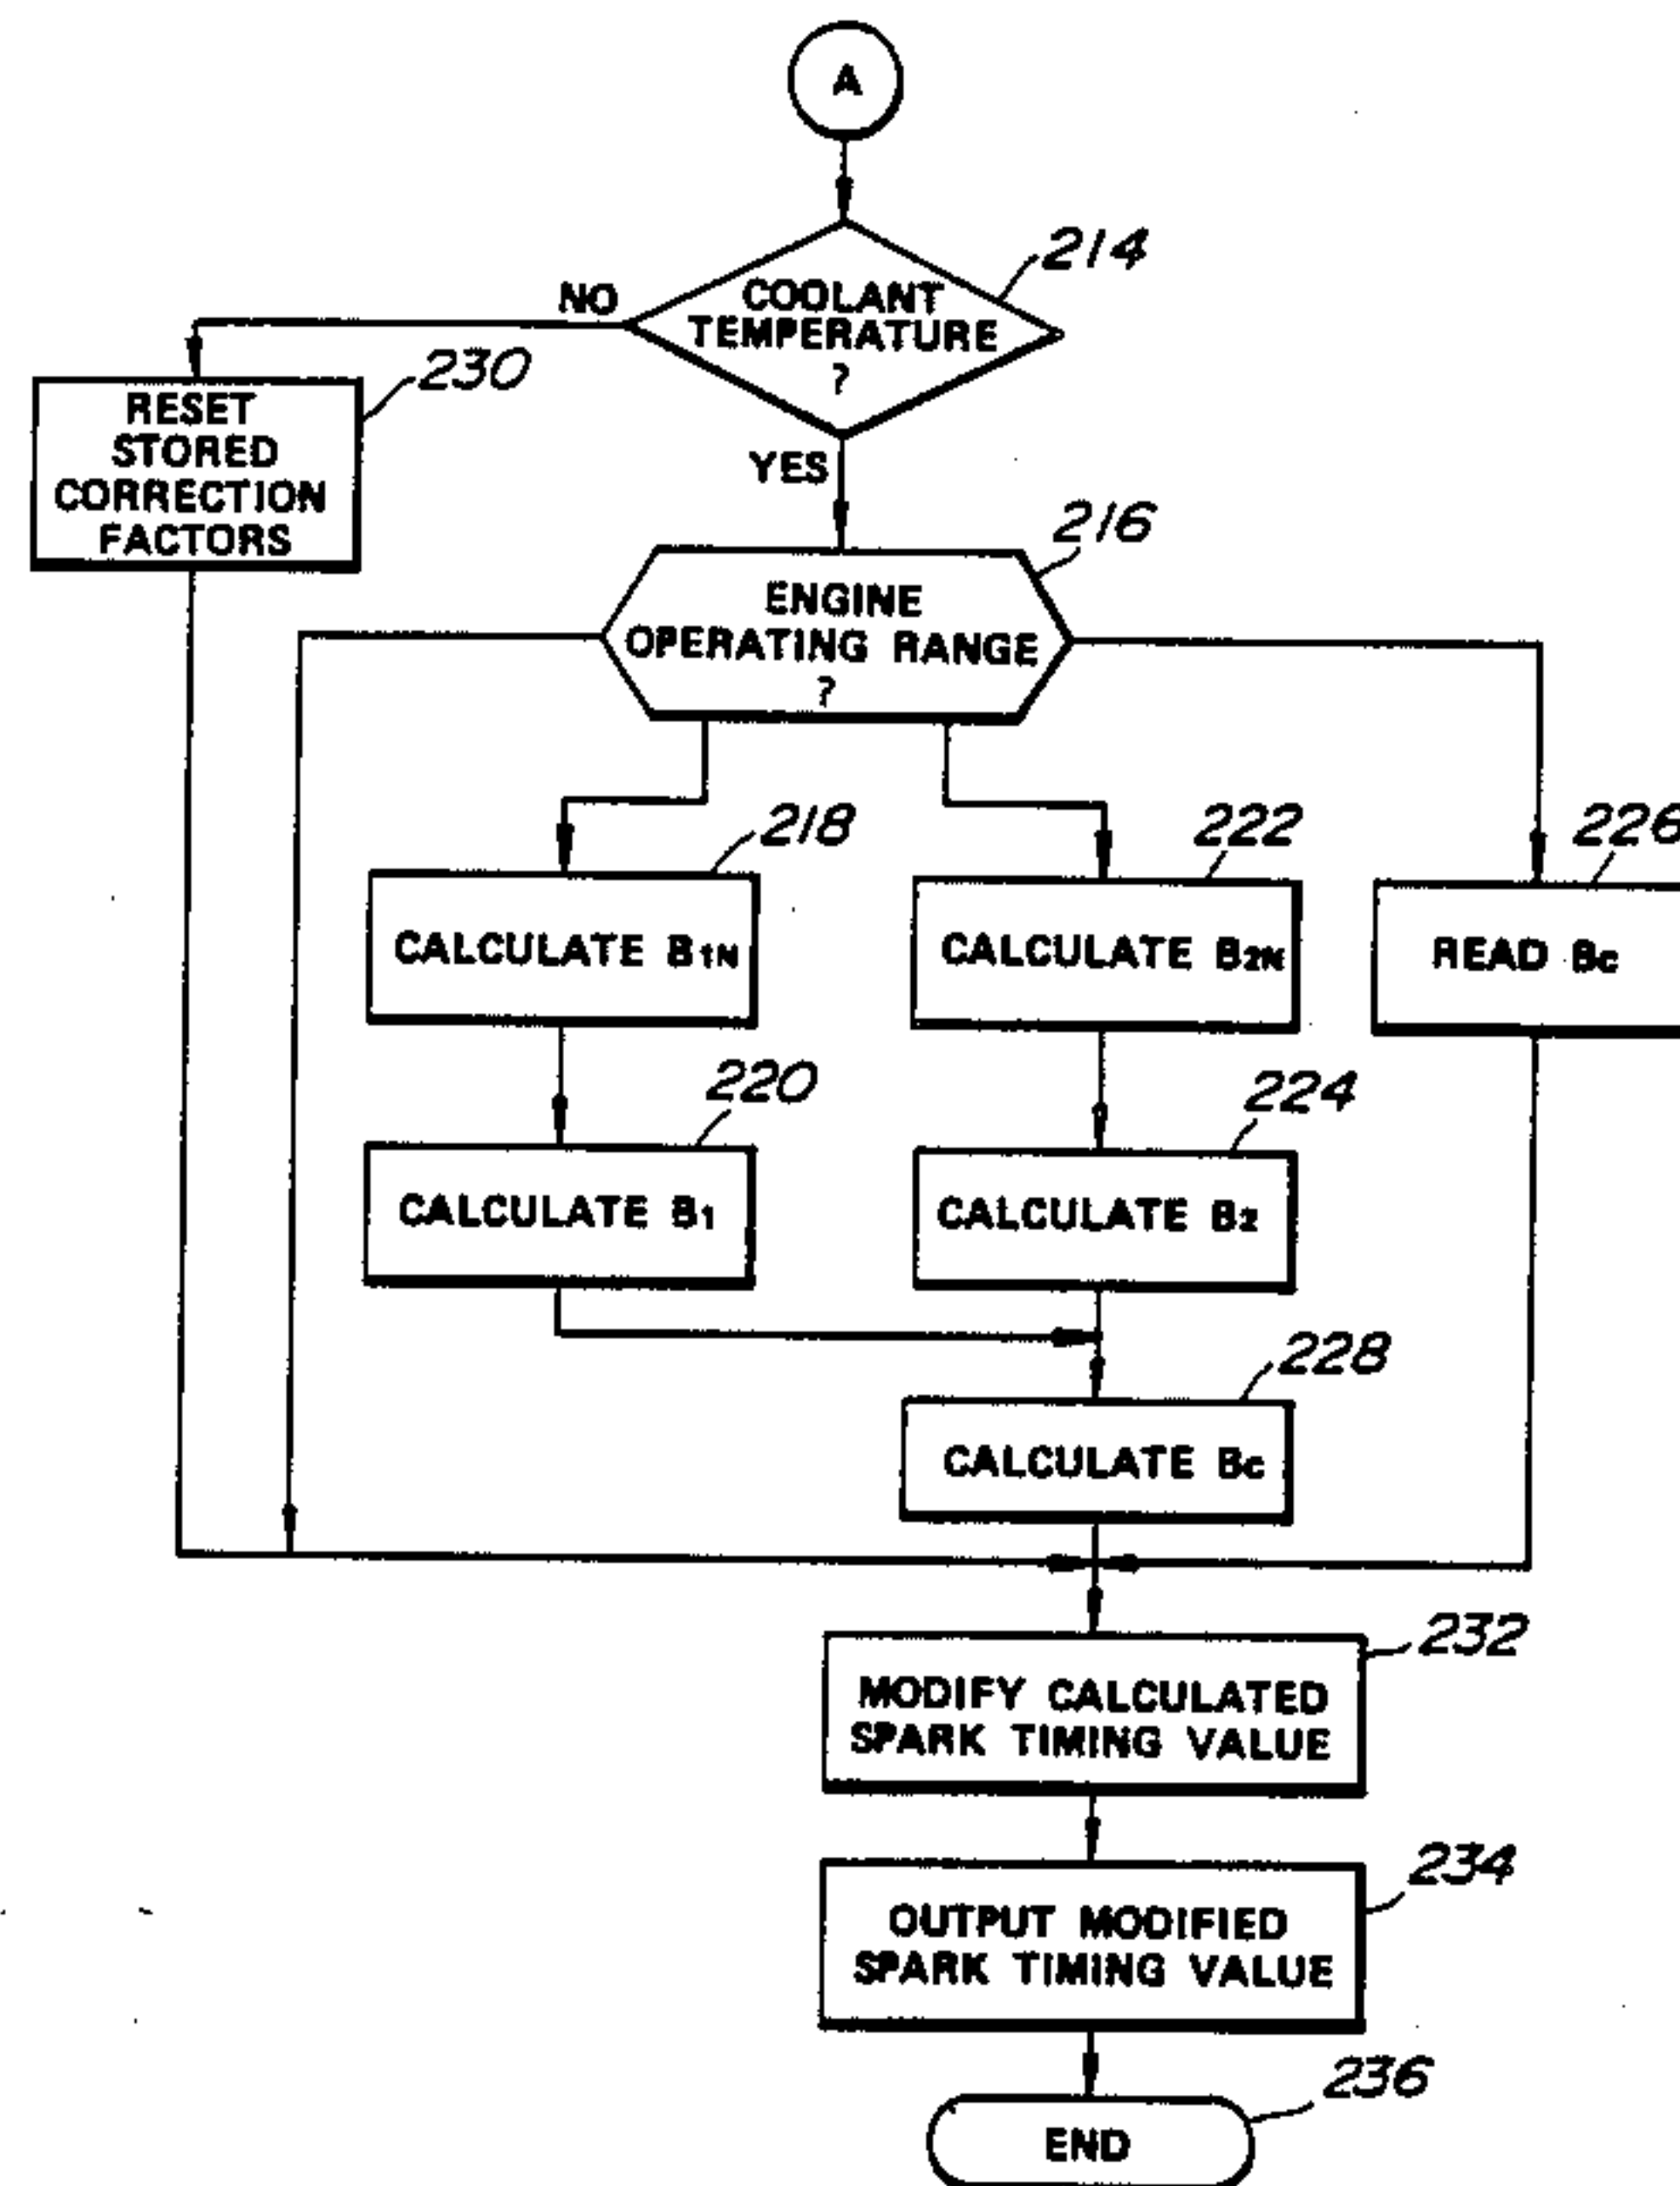 A
214
COOLANT
TEMPERATURE
?
NO
YES
230
RESET
STORED
CORRECTION
FACTORS
216
ENGINE
OPERATING RANGE
?
218
222
226
CALCULATE B1N
CALCULATE B2N
READ Bc
220
224
CALCULATE B1
CALCULATE B2
228
CALCULATE Bc
232
MODIFY CALCULATED
SPARK TIMING VALUE
234
OUTPUT MODIFIED
SPARK TIMING VALUE
236
END